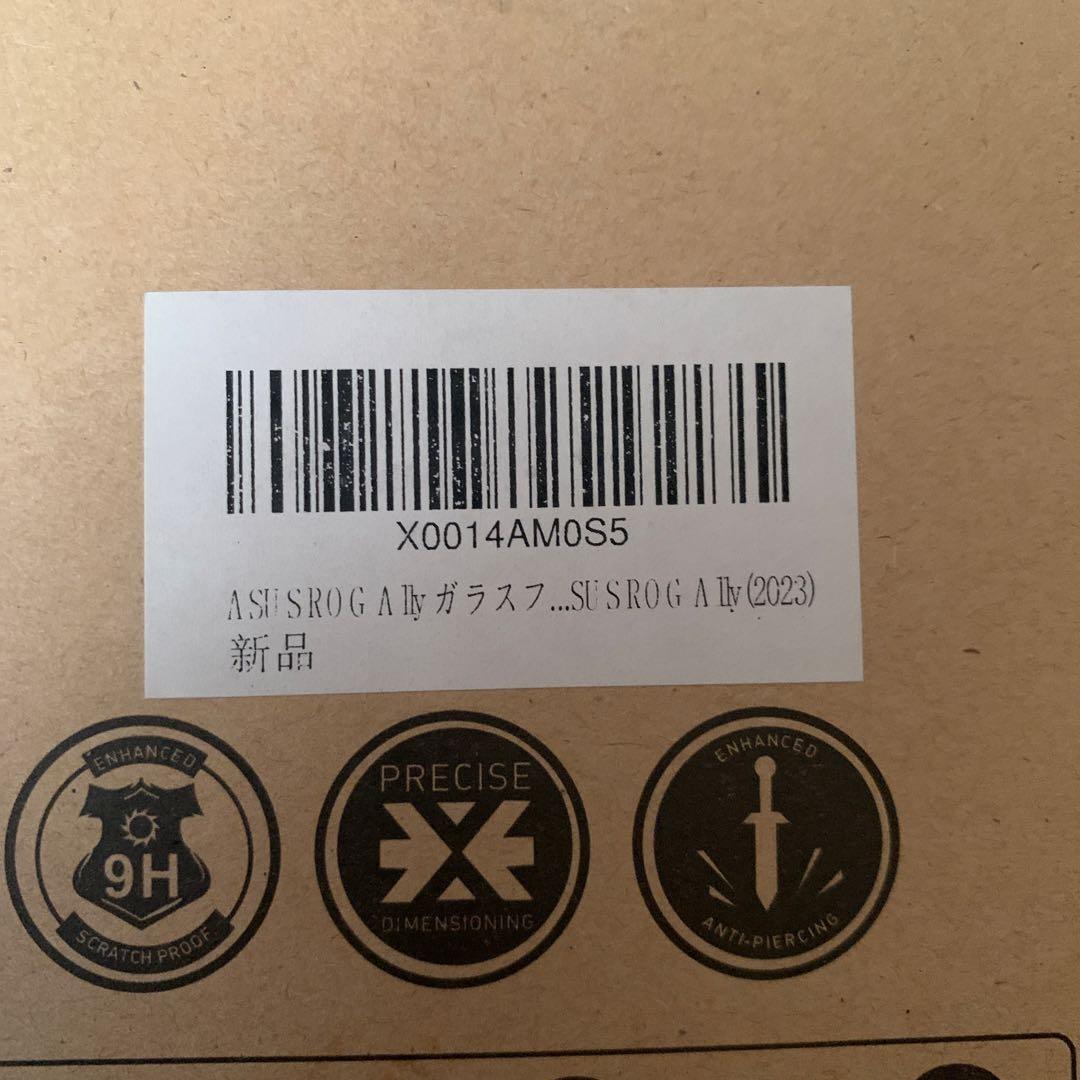 X0014AM0S5
ASUS ROG Ally ガラスフ...SUS ROG Ally (2023)
新品
ENHANCED
9H
SCRATCH PROOF
PRECISE
DIMENSIONING
ENHANCED
ANTI-PIERCING